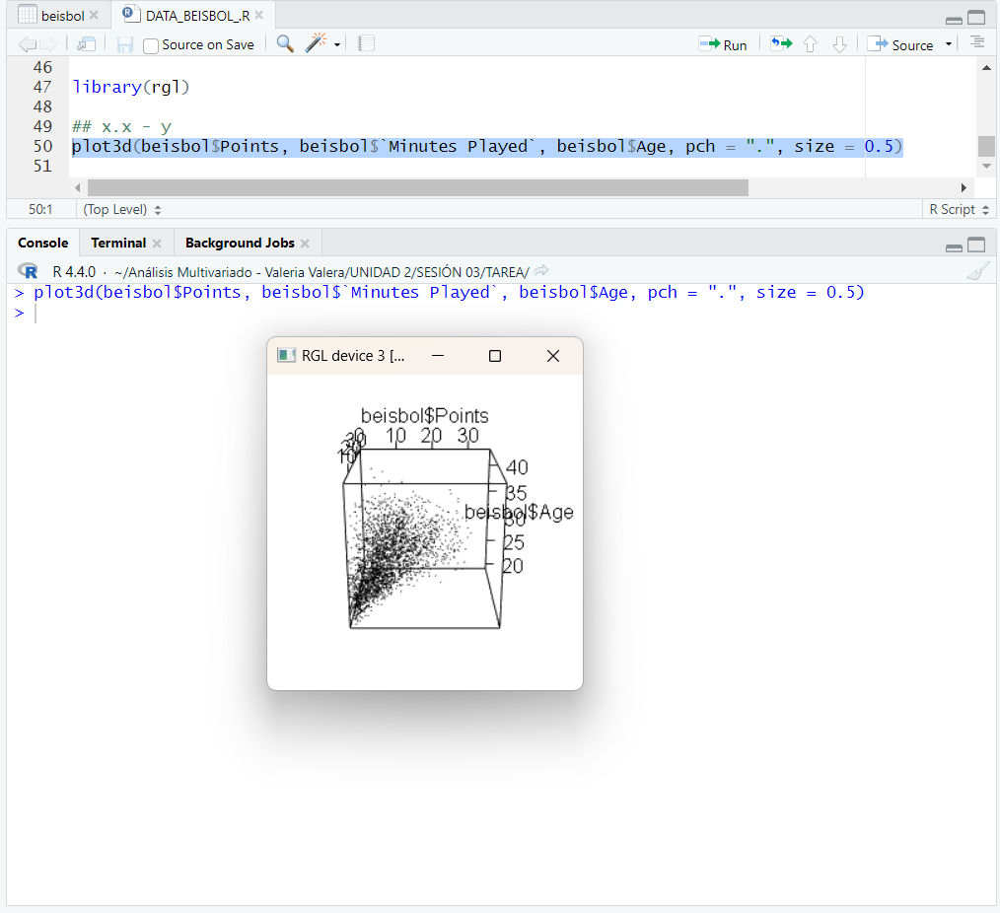 beisbol
DATA_BEISBOL_.R
Source on Save
Run
Source
46
47 library(rgl)
48
49 ## x.x - y
50 plot3d(beisbol$Points, beisbol$`Minutes Played`, beisbol$Age, pch = ".", size = 0.5)
51
50:1 (Top Level) R Script
Console Terminal Background Jobs
R 4.4.0 · ~/Análisis Multivariado - Valeria Valera/UNIDAD 2/SESIÓN 03/TAREA/
> plot3d(beisbol$Points, beisbol$`Minutes Played`, beisbol$Age, pch = ".", size = 0.5)
>
RGL device 3 [...
beisbol$Points
0 10 20 30
30
10
40
35
beisbol$Age
30
25
20